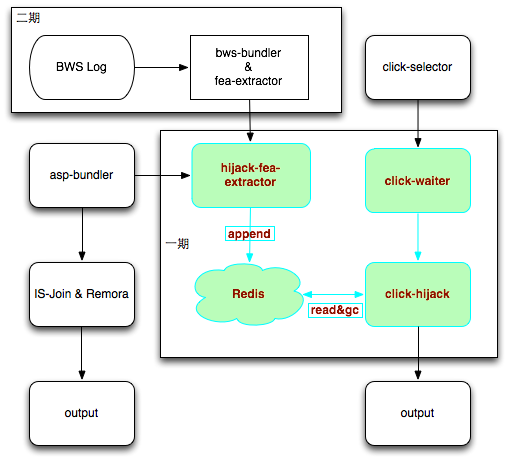 二期
BWS Log
bws-bundler
&
fea-extractor
click-selector
asp-bundler
hijack-fea-
extractor
click-waiter
append
一期
IS-Join & Remora
Redis
read&gc
click-hijack
output
output